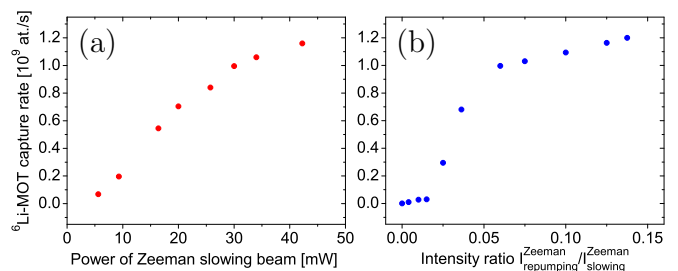 (a)
(b)
⁶Li-MOT capture rate [10⁹ at./s]
1.2
1.0
0.8
0.6
0.4
0.2
0.0
1.2
1.0
0.8
0.6
0.4
0.2
0.0
0 10 20 30 40 50
0.00 0.05 0.10 0.15
Power of Zeeman slowing beam [mW]
Intensity ratio I^Zeeman_repumping/I^Zeeman_slowing